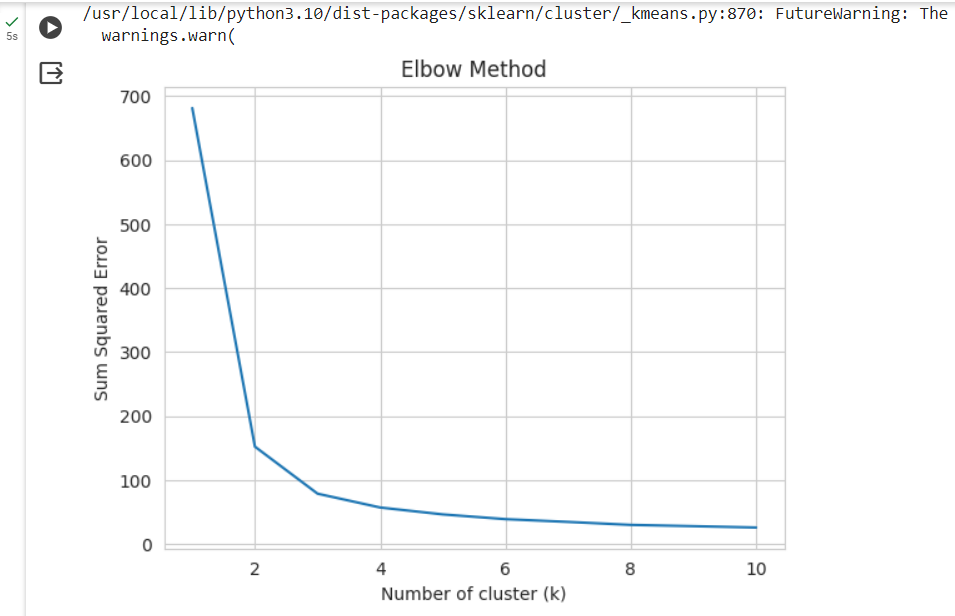 /usr/local/lib/python3.10/dist-packages/sklearn/cluster/_kmeans.py:870: FutureWarning: The
warnings.warn(
5s
Elbow Method
700
600
500
400
300
200
100
0
Sum Squared Error
2 4 6 8 10
Number of cluster (k)